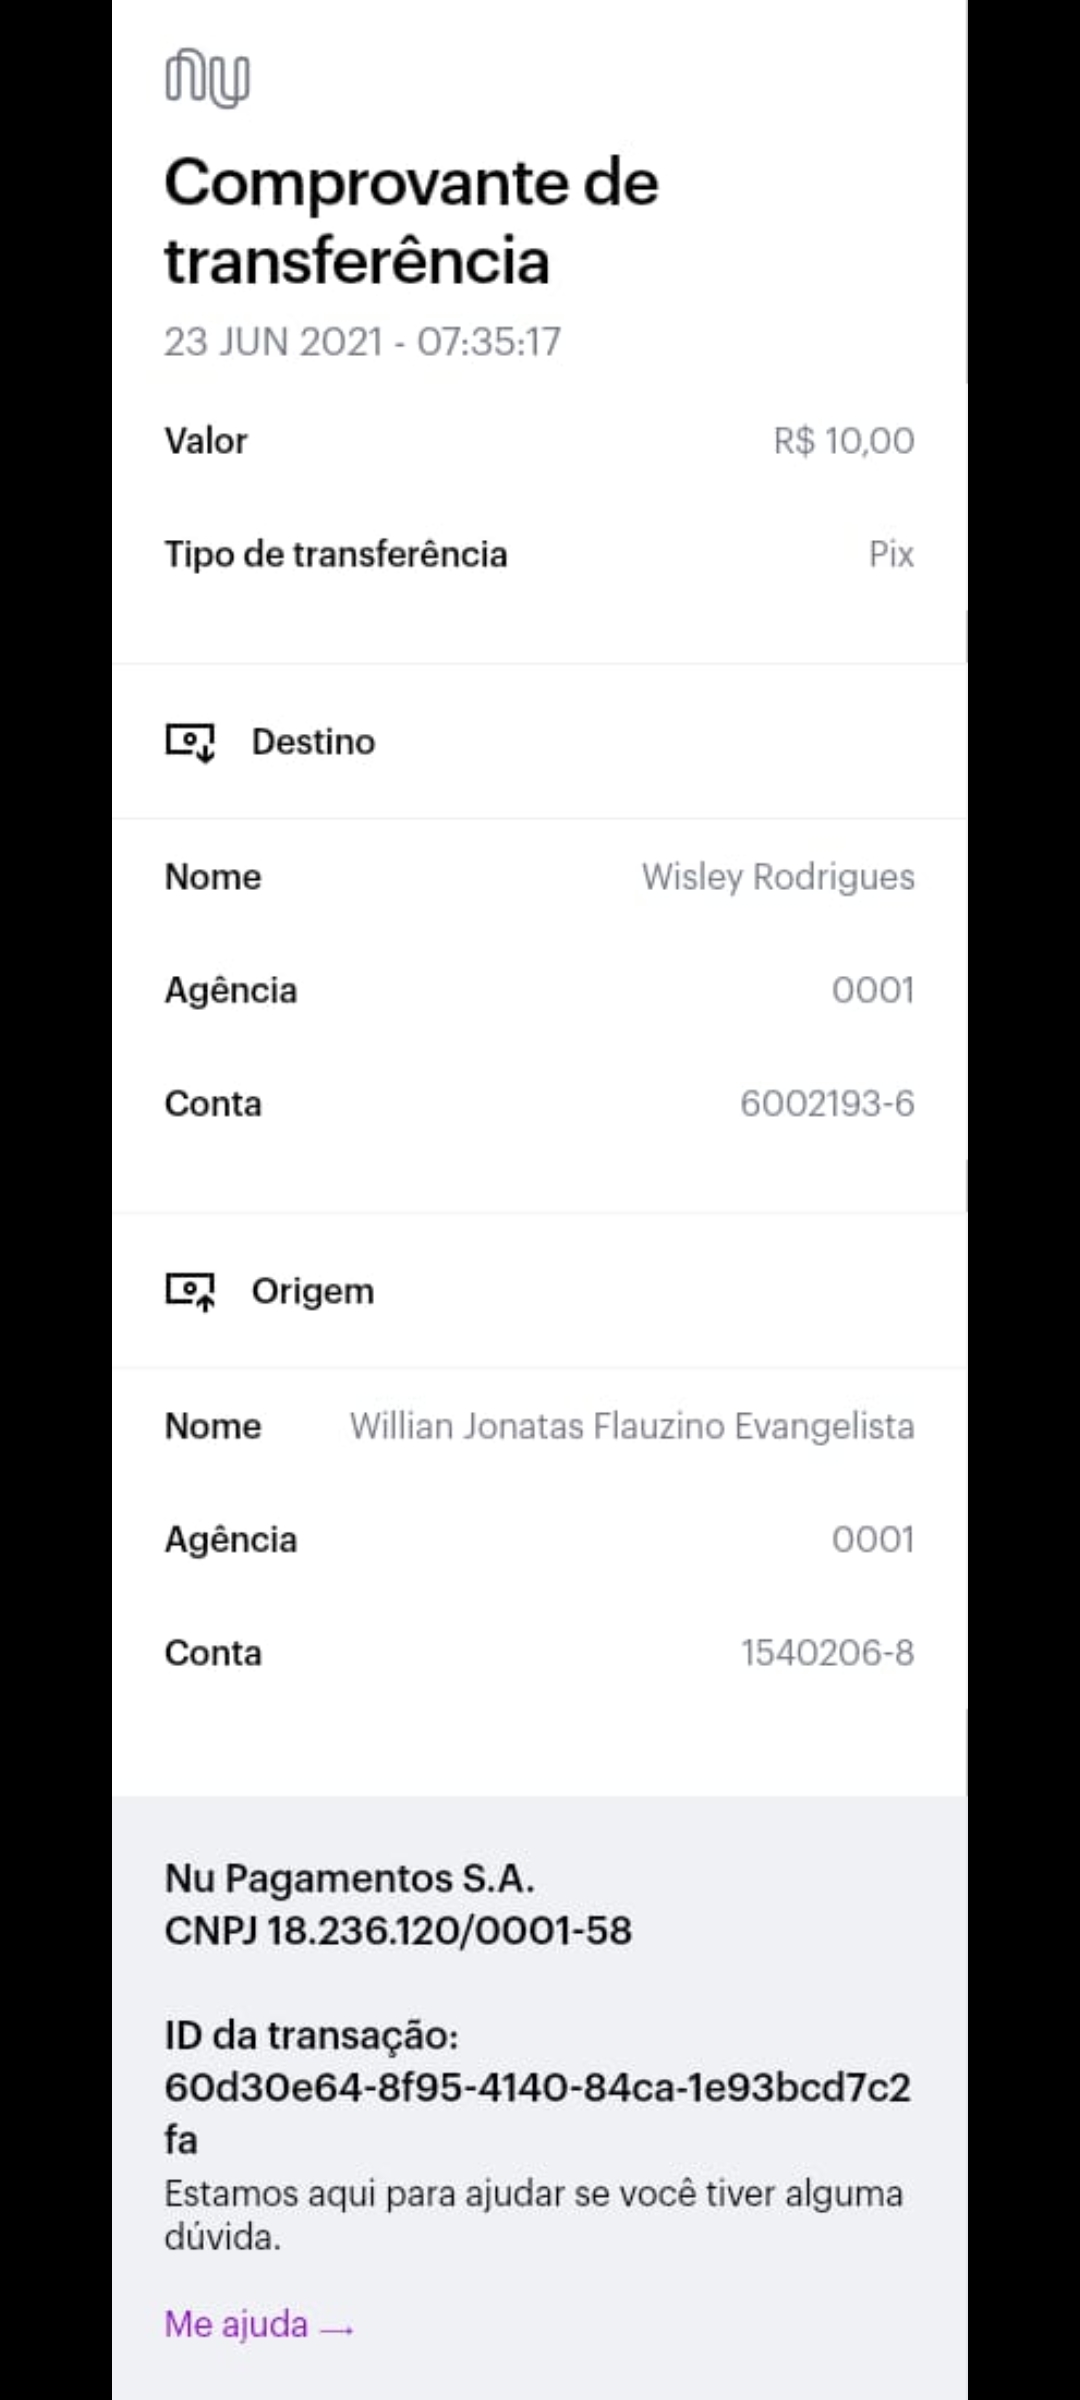 nu
Comprovante de
transferência
23 JUN 2021 - 07:35:17
Valor R$ 10,00
Tipo de transferência Pix
Destino
Nome Wisley Rodrigues
Agência 0001
Conta 6002193-6
Origem
Nome Willian Jonatas Flauzino Evangelista
Agência 0001
Conta 1540206-8
Nu Pagamentos S.A.
CNPJ 18.236.120/0001-58
ID da transação:
60d30e64-8f95-4140-84ca-1e93bcd7c2
fa
Estamos aqui para ajudar se você tiver alguma
dúvida.
Me ajuda →